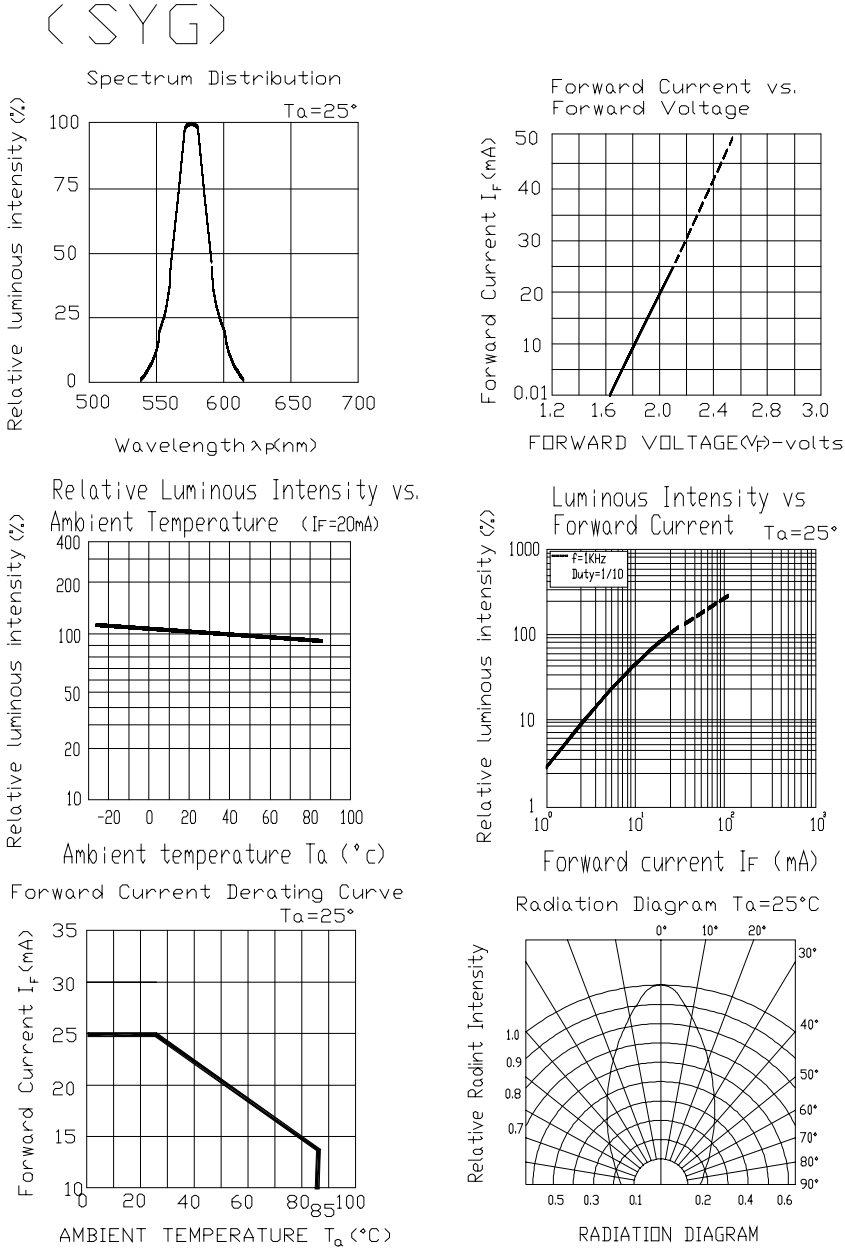 (SYG)
Spectrum Distribution
Ta=25°
Relative luminous intensity (%)
100
75
50
25
0
500 550 600 650 700
Wavelength λP(nm)
Forward Current vs.
Forward Voltage
Forward Current IF(mA)
50
40
30
20
10
0.01
1.2 1.6 2.0 2.4 2.8 3.0
FORWARD VOLTAGE(VF)-volts
Relative Luminous Intensity vs.
Ambient Temperature (IF=20mA)
Relative luminous intensity (%)
400
200
100
50
20
10
-20 0 20 40 60 80 100
Ambient temperature Ta (°c)
Luminous Intensity vs
Forward Current Ta=25°
Relative luminous intensity (%)
1000
f=1KHz
Duty=1/10
100
10
1
10⁰ 10¹ 10² 10³
Forward current IF (mA)
Forward Current Derating Curve
Ta=25°
Forward Current IF(mA)
35
30
25
20
15
10
0 20 40 60 80 85 100
AMBIENT TEMPERATURE Ta(°C)
Radiation Diagram Ta=25°C
Relative Radint Intensity
0° 10° 20°
30°
40°
50°
60°
70°
80°
90°
1.0
0.9
0.8
0.7
0.5 0.3 0.1 0.2 0.4 0.6
RADIATION DIAGRAM